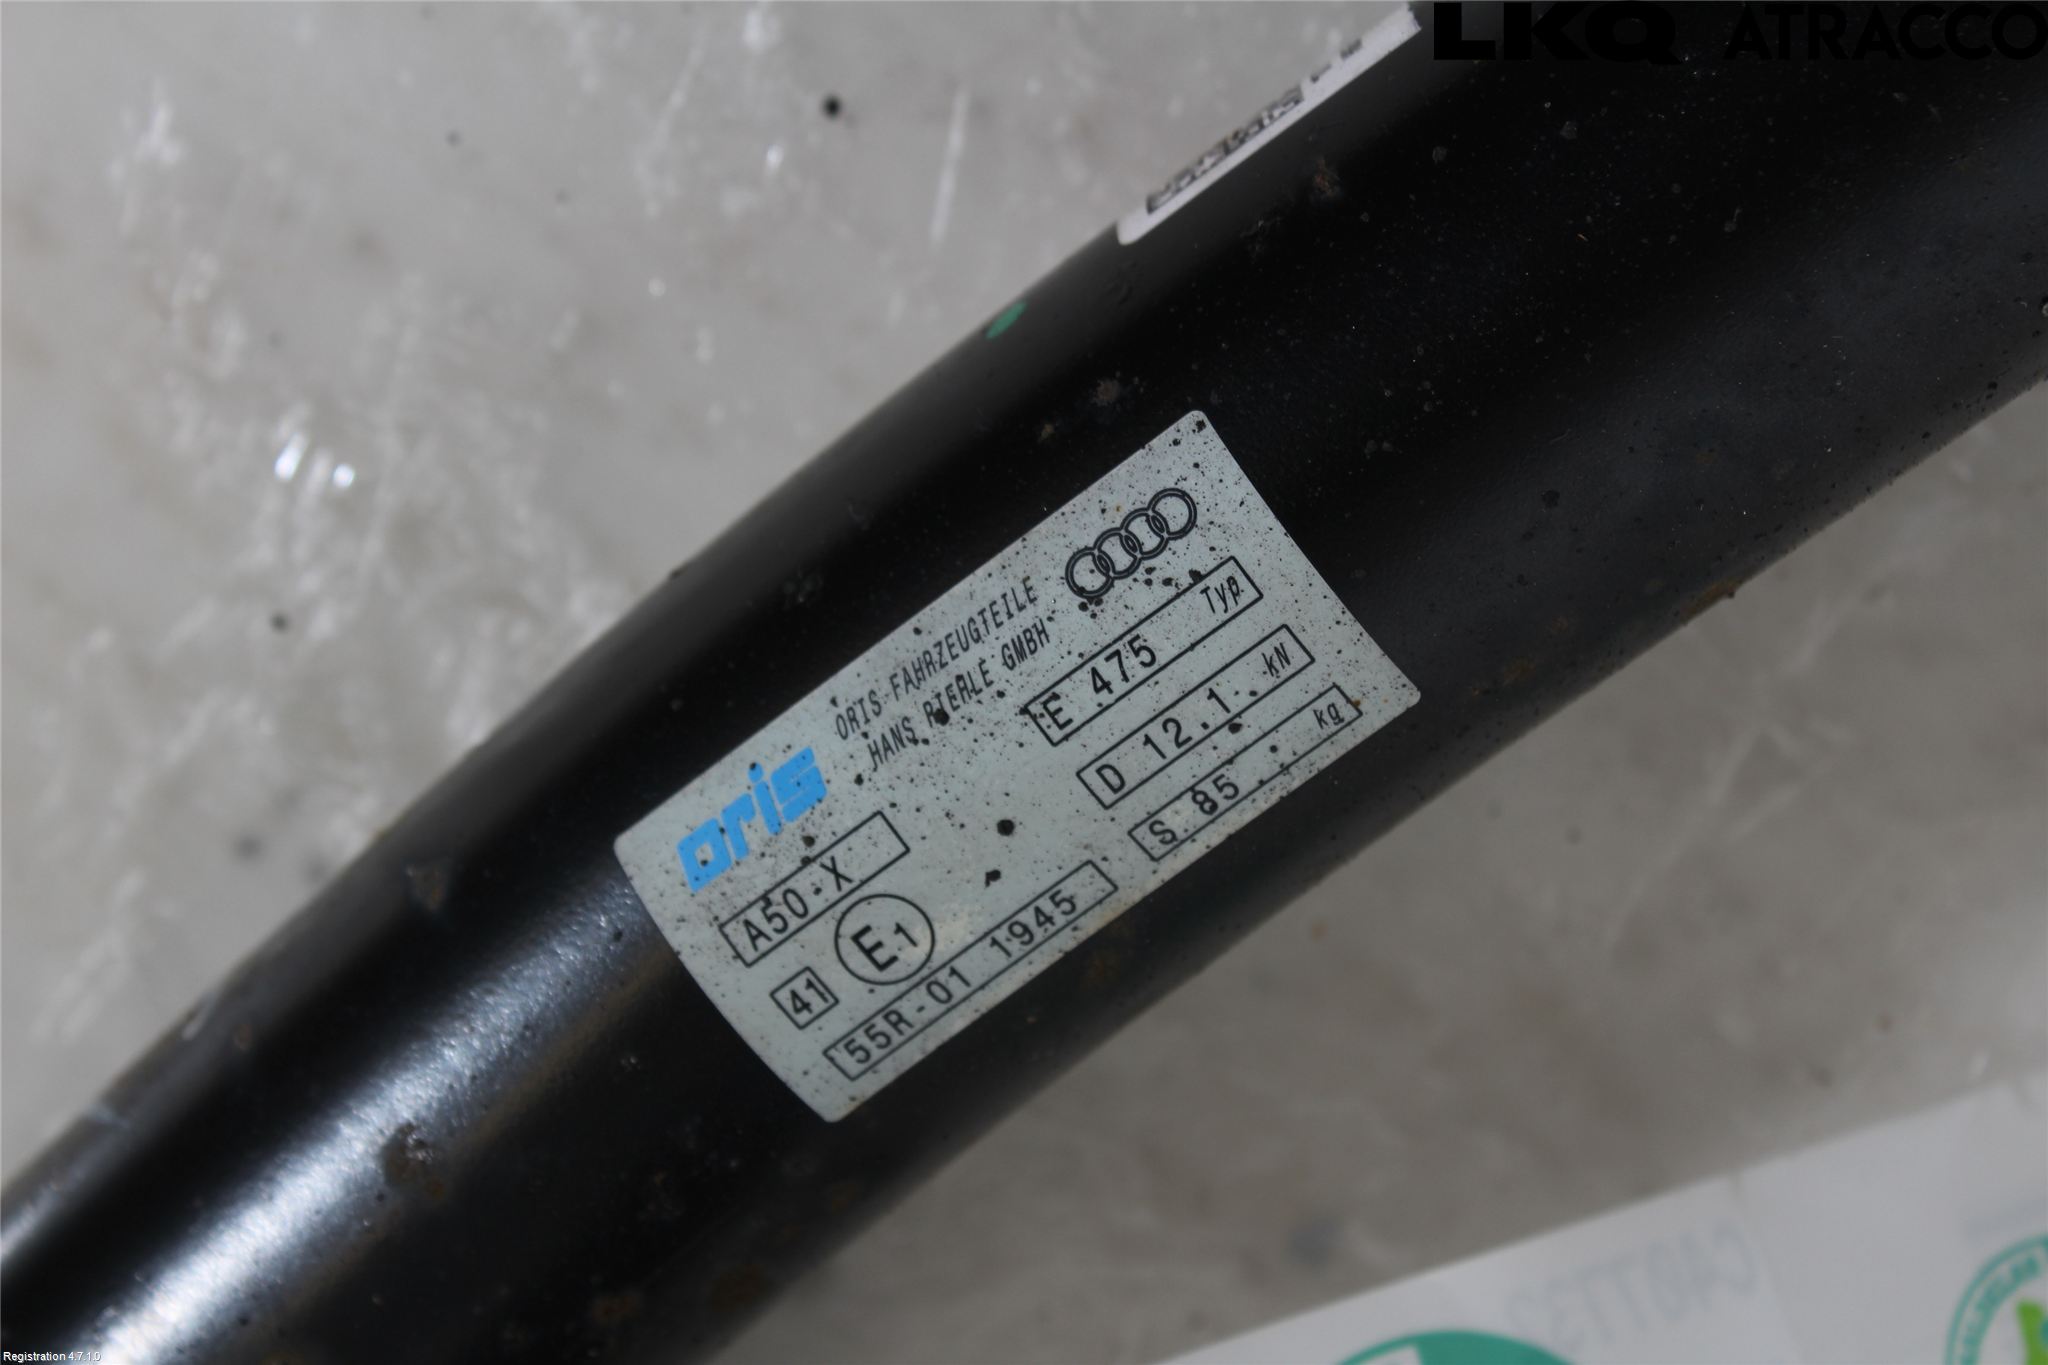 LKQ ATRACCO
oris
ORIS FAHRZEUGTEILE
HANS RIEHLE GMBH
E 475 Typ
D 12.1 kN
S 85 kg
A50-X
41 E1
55R-01 1945
Registration 4.7.1.0